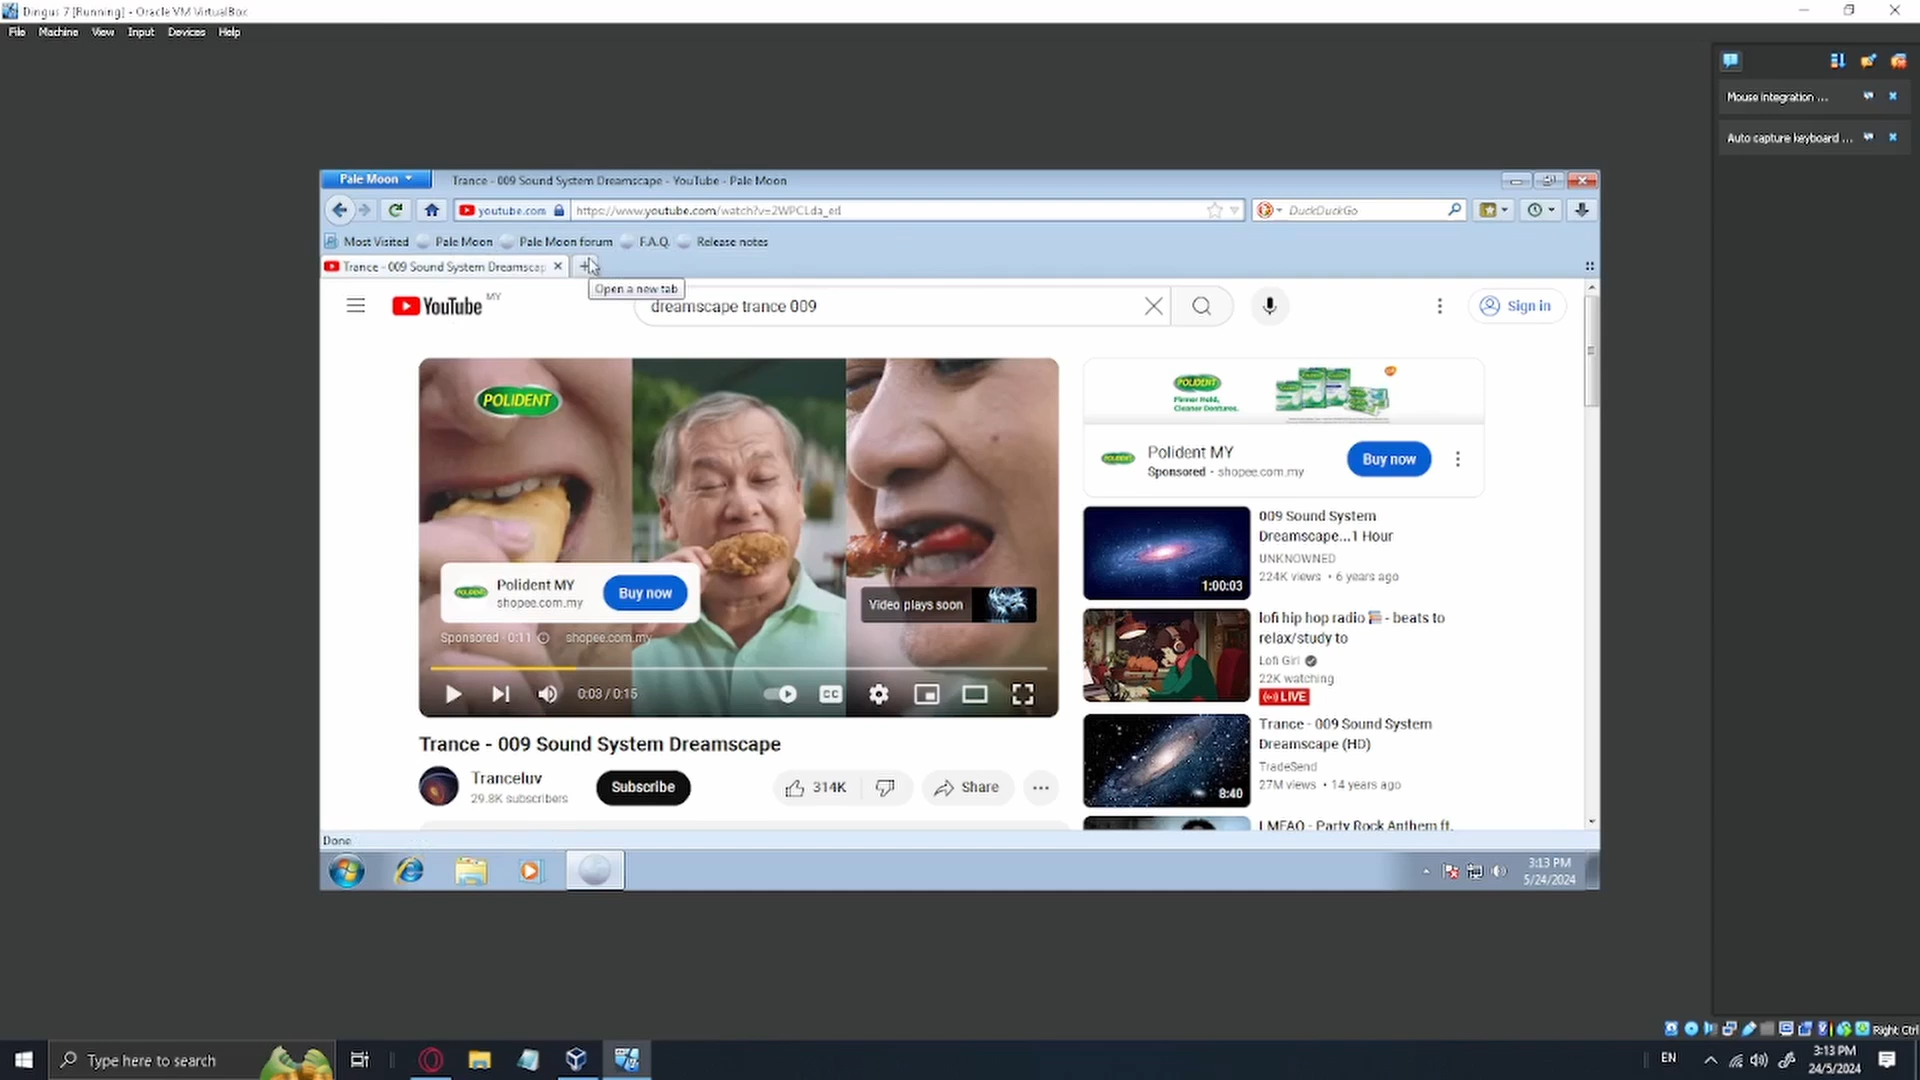 Dingus 7 [Running] - Oracle VM VirtualBox
File Machine View Input Devices Help
Mouse integration ...
Auto capture keyboard ...
Pale Moon
Trance - 009 Sound System Dreamscape - YouTube - Pale Moon
youtube.com
https://www.youtube.com/watch?v=2WPCLda_erI
DuckDuckGo
Most Visited Pale Moon Pale Moon forum F.A.Q. Release notes
Trance - 009 Sound System Dreamscap
Open a new tab
YouTube MY
dreamscape trance 009
Sign in
POLIDENT
Polident MY
shopee.com.my
Buy now
Video plays soon
Sponsored · 0:11 shopee.com.my
0:03 / 0:15
CC
Trance - 009 Sound System Dreamscape
Tranceluv
29.8K subscribers
Subscribe
314K
Share
POLIDENT
Firmer Hold,
Cleaner Dentures.
Polident MY
Sponsored · shopee.com.my
Buy now
009 Sound System
Dreamscape...1 Hour
UNKNOWNED
224K views • 6 years ago
1:00:03
lofi hip hop radio 📚 - beats to
relax/study to
Lofi Girl
22K watching
LIVE
Trance - 009 Sound System
Dreamscape (HD)
TradeSend
27M views • 14 years ago
8:40
LMFAO - Party Rock Anthem ft.
Done
3:13 PM
5/24/2024
Right Ctrl
Type here to search
EN
3:13 PM
24/5/2024